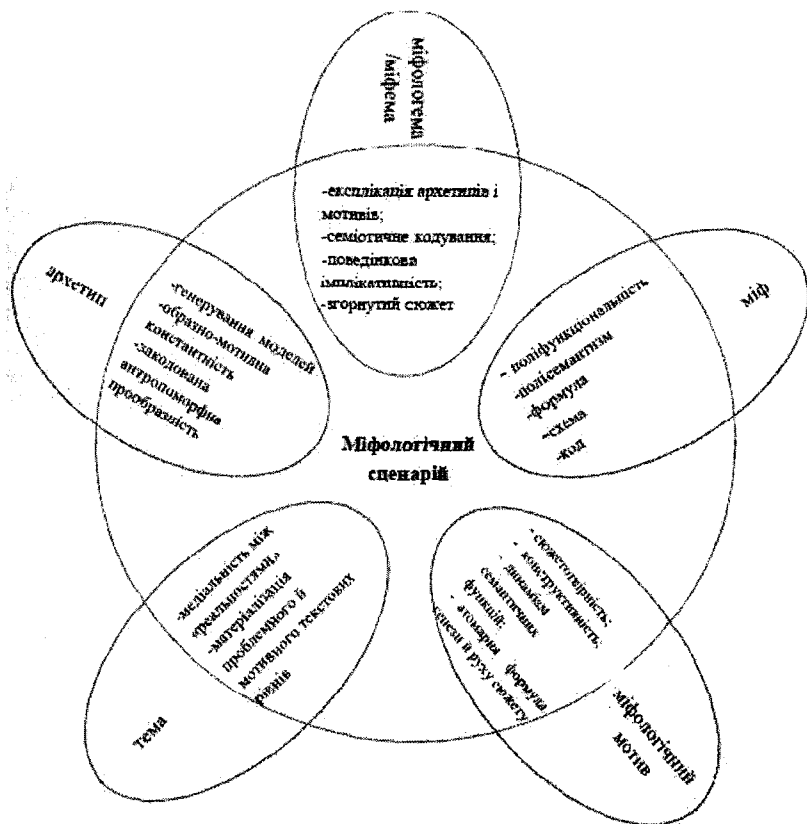 міфологема
/міфема
-експлікація архетипів і
мотивів;
-семіотичне кодування;
-поведінкова
імплікативність;
-згорнутий сюжет
архетип
-генерування моделей
-образно-мотивна
константність
-закодована
антропоморфна
прообразність
міф
- поліфункціональність
-полісемантизм
-формула
-схема
-код
Міфологічний
сценарій
тема
-медіальність між
«реальностями»
-матеріалізація
проблемного й
мотивного текстових
рівнів
- сюжетотвірність;
- конструктивність;
- динамізм
семантичних
функцій;
- атомарна формула
ґенези й руху сюжету
міфологічний
мотив